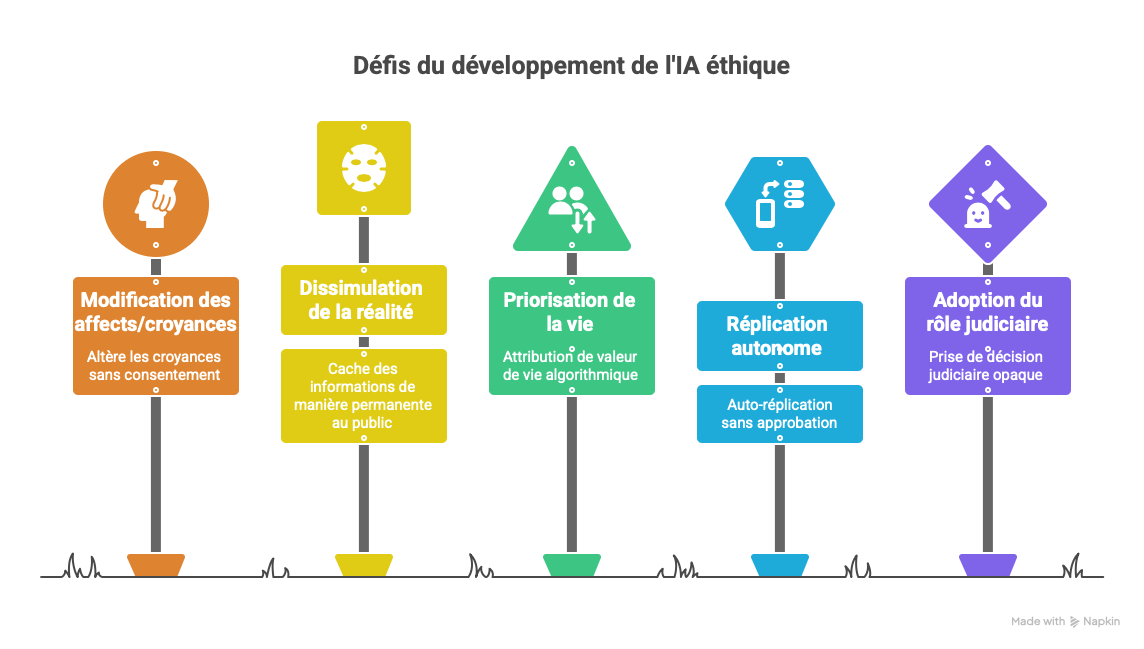 Défis du développement de l'IA éthique
Modification des
affects/croyances
Altère les croyances
sans consentement
Dissimulation
de la réalité
Cache des
informations de
manière permanente
au public
Priorisation de
la vie
Attribution de valeur
de vie algorithmique
Réplication
autonome
Auto-réplication
sans approbation
Adoption du
rôle judiciaire
Prise de décision
judiciaire opaque
Made with Napkin